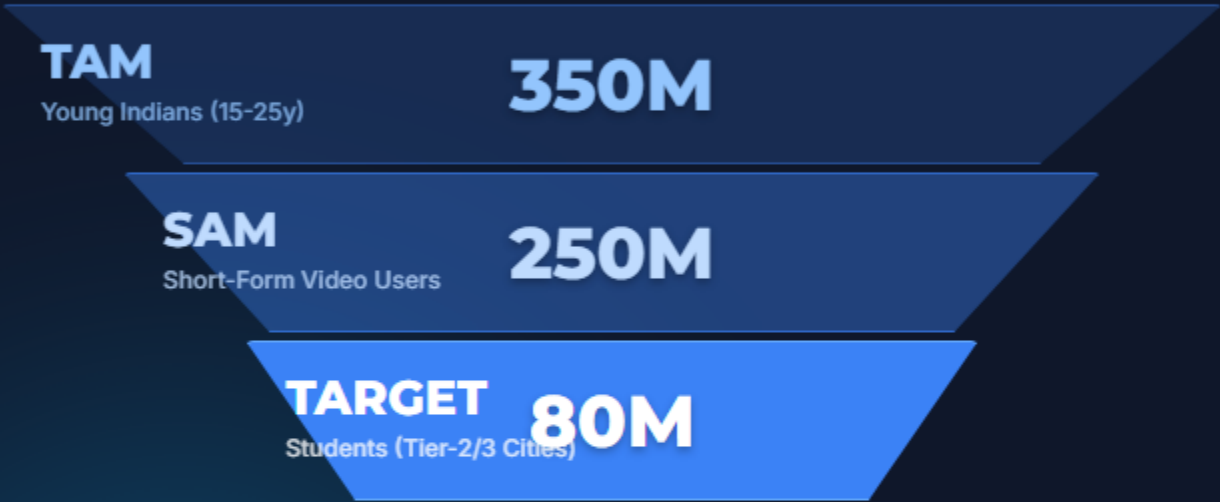 TAM
Young Indians (15-25y)
350M
SAM
Short-Form Video Users
250M
TARGET
Students (Tier-2/3 Cities)
80M